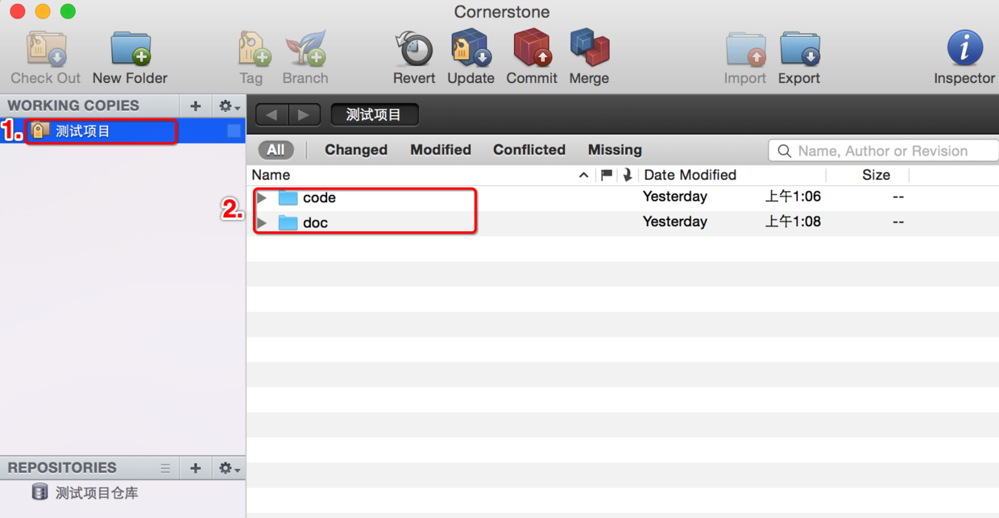 Cornerstone
Check Out New Folder Tag Branch Revert Update Commit Merge Import Export Inspector
WORKING COPIES
1. 测试项目
测试项目
All Changed Modified Conflicted Missing Name, Author or Revision
Name Date Modified Size
2.
code Yesterday 上午1:06 --
doc Yesterday 上午1:08 --
REPOSITORIES
测试项目仓库